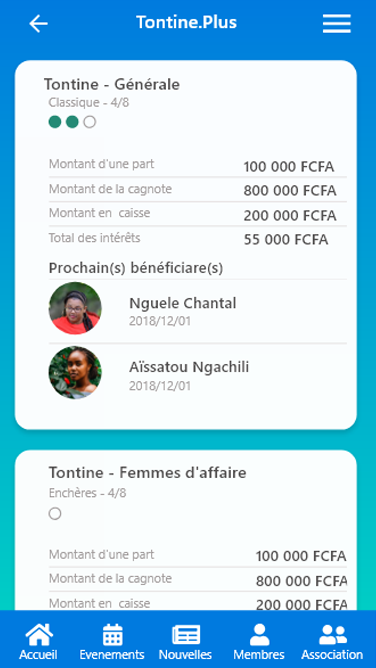 Tontine.Plus
Tontine - Générale
Classique - 4/8
Montant d'une part 100 000 FCFA
Montant de la cagnote 800 000 FCFA
Montant en caisse 200 000 FCFA
Total des intérêts 55 000 FCFA
Prochain(s) bénéficiare(s)
Nguele Chantal
2018/12/01
Aïssatou Ngachili
2018/12/01
Tontine - Femmes d'affaire
Enchères - 4/8
Montant d'une part 100 000 FCFA
Montant de la cagnote 800 000 FCFA
Montant en caisse 200 000 FCFA
Accueil Evenements Nouvelles Membres Association